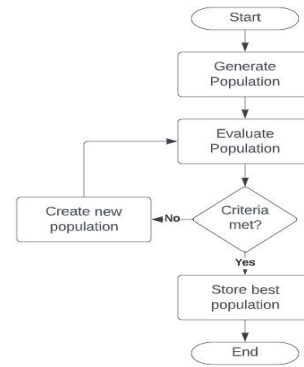 Start
Generate
Population
Evaluate
Population
Criteria
met?
No
Create new
population
Yes
Store best
population
End